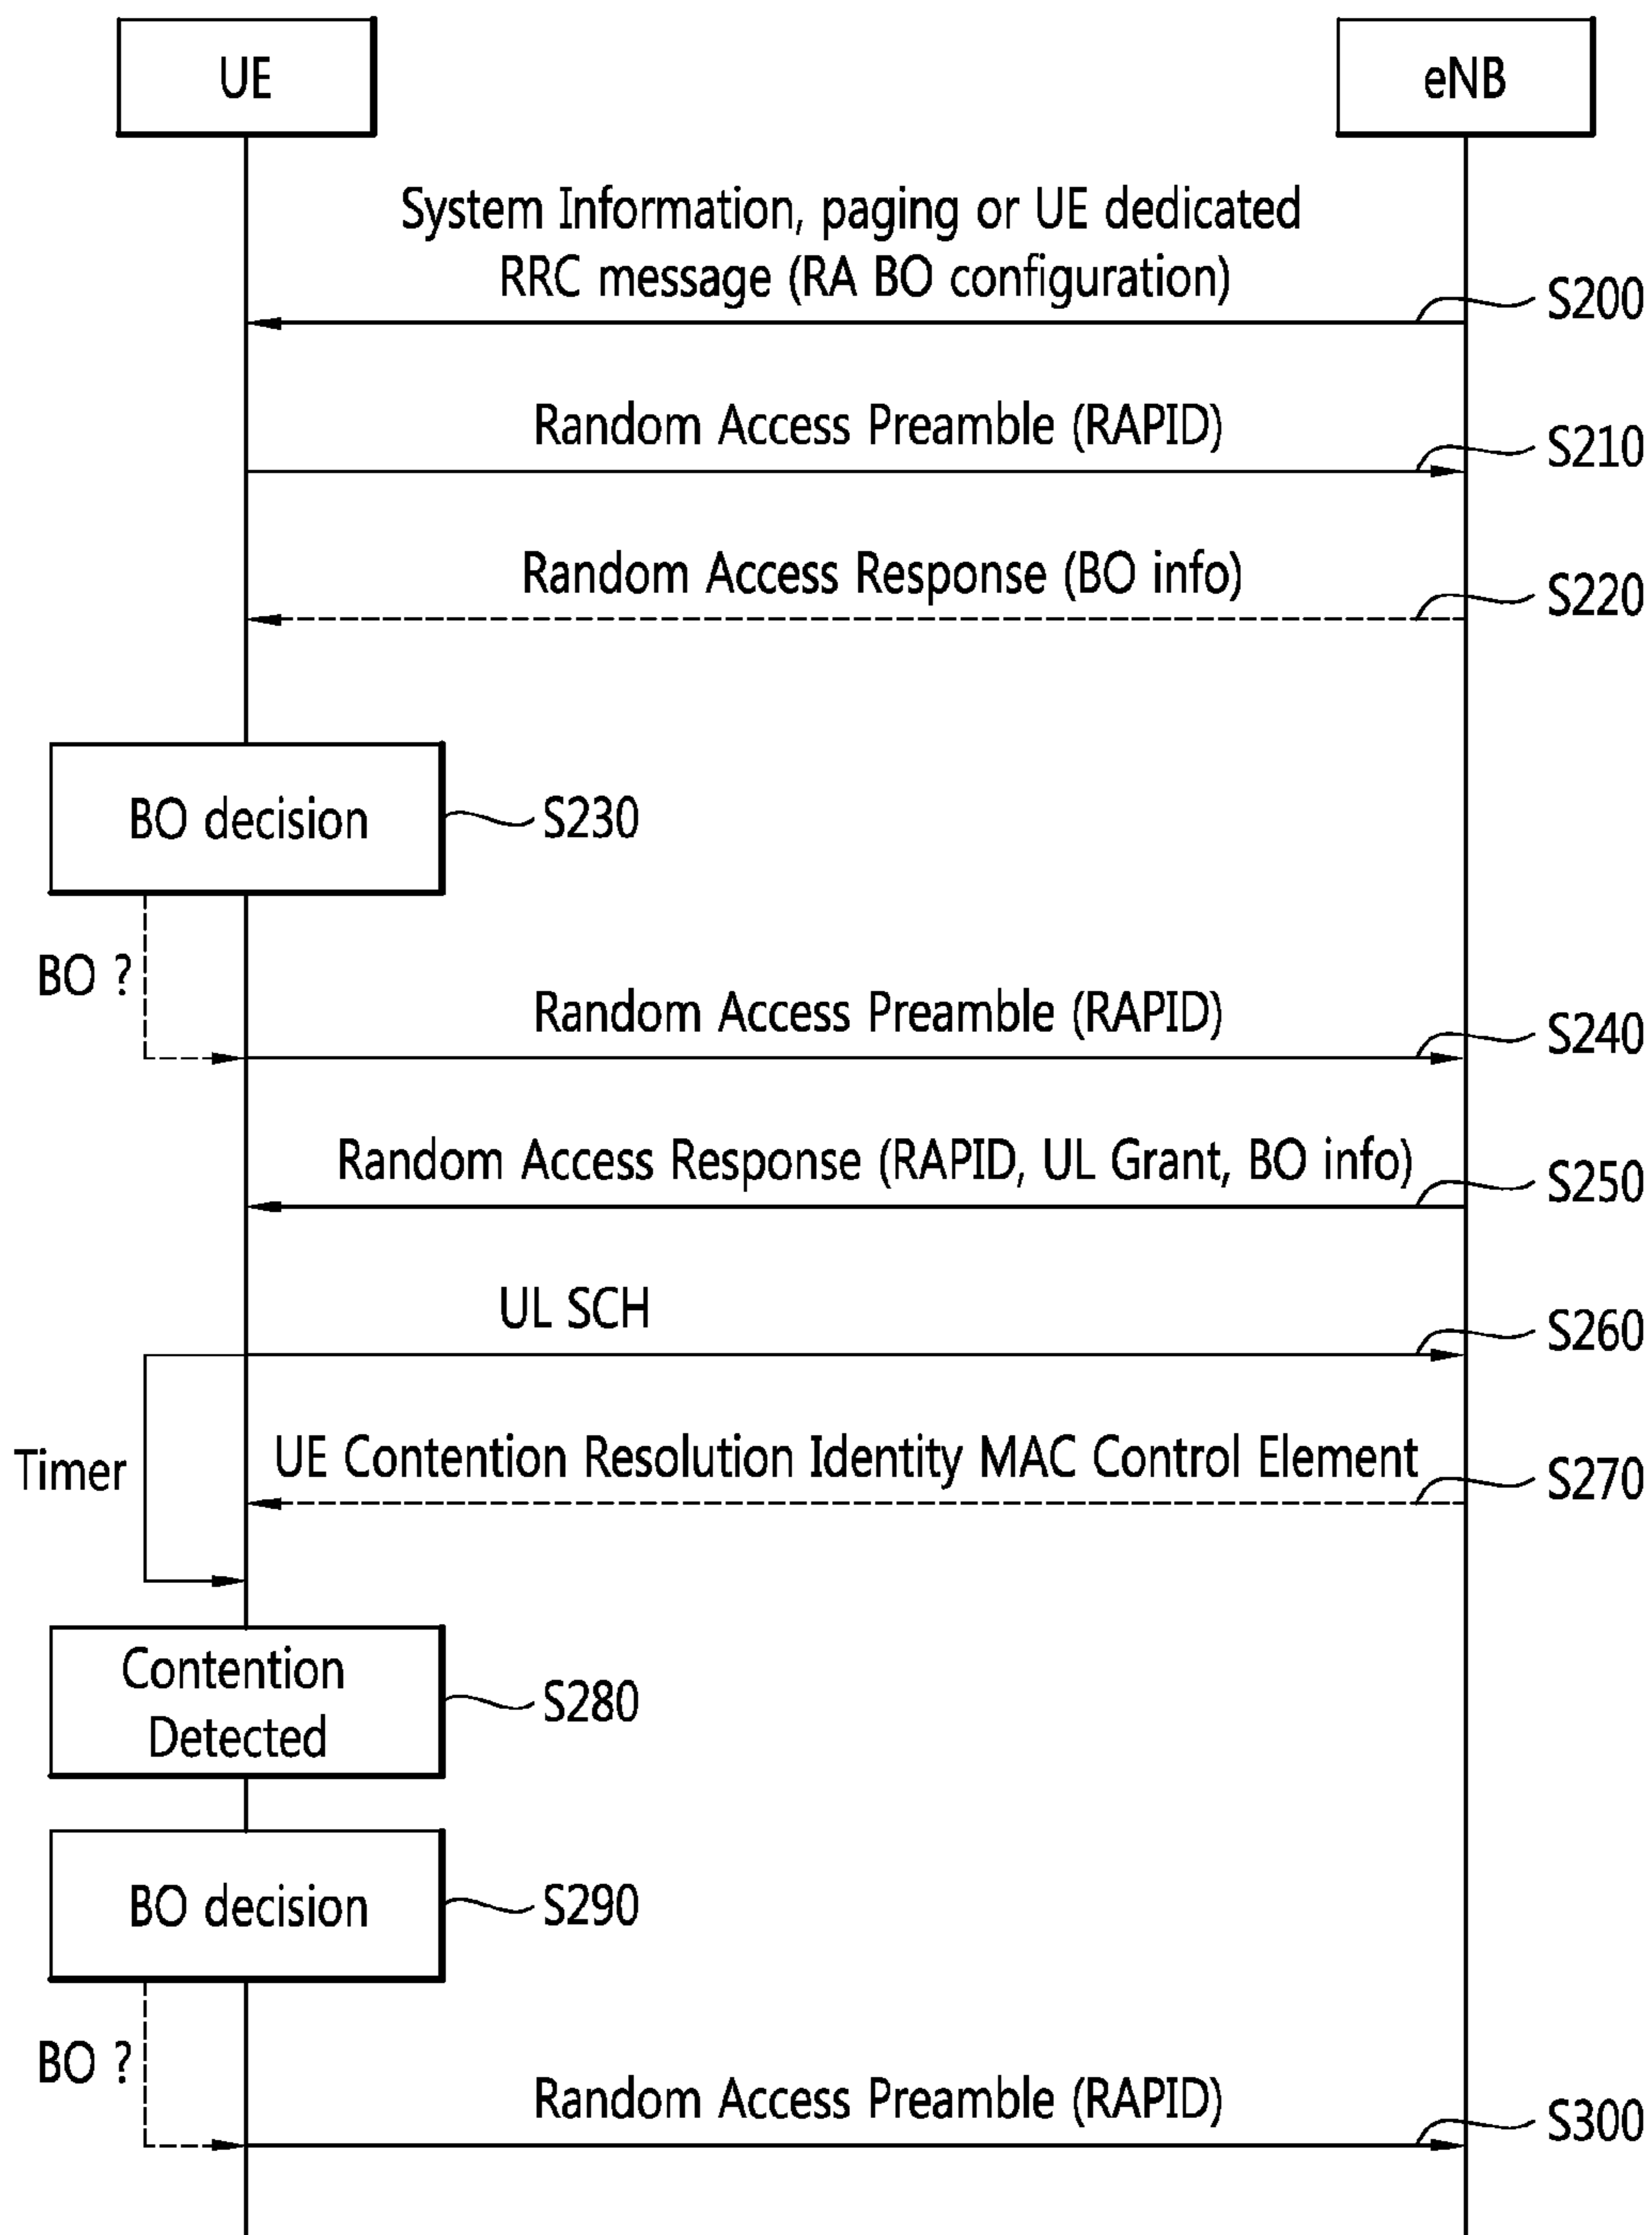 UE
eNB
System Information, paging or UE dedicated
RRC message (RA BO configuration)
S200
Random Access Preamble (RAPID)
S210
Random Access Response (BO info)
S220
BO decision
S230
BO ?
Random Access Preamble (RAPID)
S240
Random Access Response (RAPID, UL Grant, BO info)
S250
UL SCH
S260
Timer
UE Contention Resolution Identity MAC Control Element
S270
Contention
Detected
S280
BO decision
S290
BO ?
Random Access Preamble (RAPID)
S300